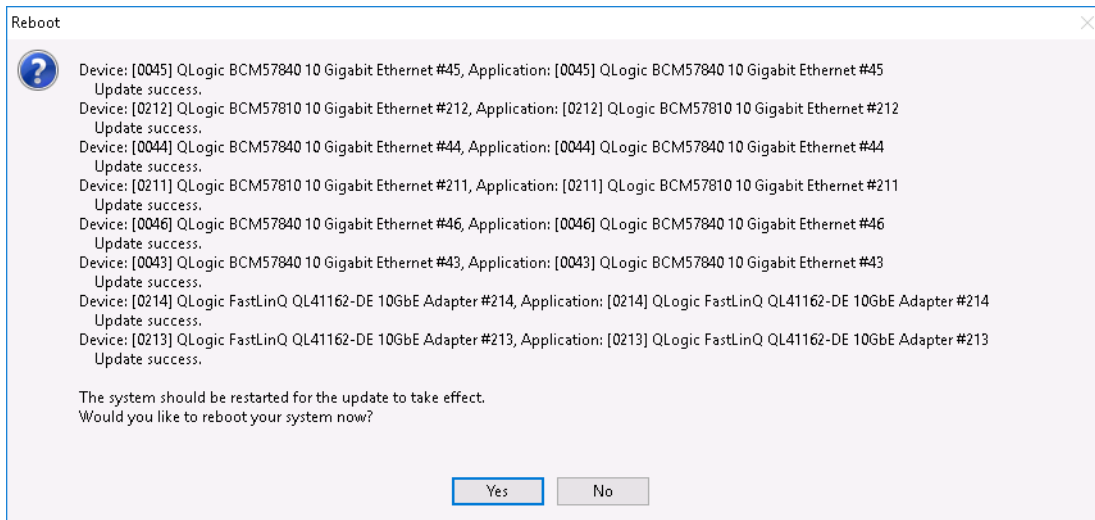 Reboot
Device: [0045] QLogic BCM57840 10 Gigabit Ethernet #45, Application: [0045] QLogic BCM57840 10 Gigabit Ethernet #45
Update success.
Device: [0212] QLogic BCM57810 10 Gigabit Ethernet #212, Application: [0212] QLogic BCM57810 10 Gigabit Ethernet #212
Update success.
Device: [0044] QLogic BCM57840 10 Gigabit Ethernet #44, Application: [0044] QLogic BCM57840 10 Gigabit Ethernet #44
Update success.
Device: [0211] QLogic BCM57810 10 Gigabit Ethernet #211, Application: [0211] QLogic BCM57810 10 Gigabit Ethernet #211
Update success.
Device: [0046] QLogic BCM57840 10 Gigabit Ethernet #46, Application: [0046] QLogic BCM57840 10 Gigabit Ethernet #46
Update success.
Device: [0043] QLogic BCM57840 10 Gigabit Ethernet #43, Application: [0043] QLogic BCM57840 10 Gigabit Ethernet #43
Update success.
Device: [0214] QLogic FastLinQ QL41162-DE 10GbE Adapter #214, Application: [0214] QLogic FastLinQ QL41162-DE 10GbE Adapter #214
Update success.
Device: [0213] QLogic FastLinQ QL41162-DE 10GbE Adapter #213, Application: [0213] QLogic FastLinQ QL41162-DE 10GbE Adapter #213
Update success.
The system should be restarted for the update to take effect.
Would you like to reboot your system now?
Yes No